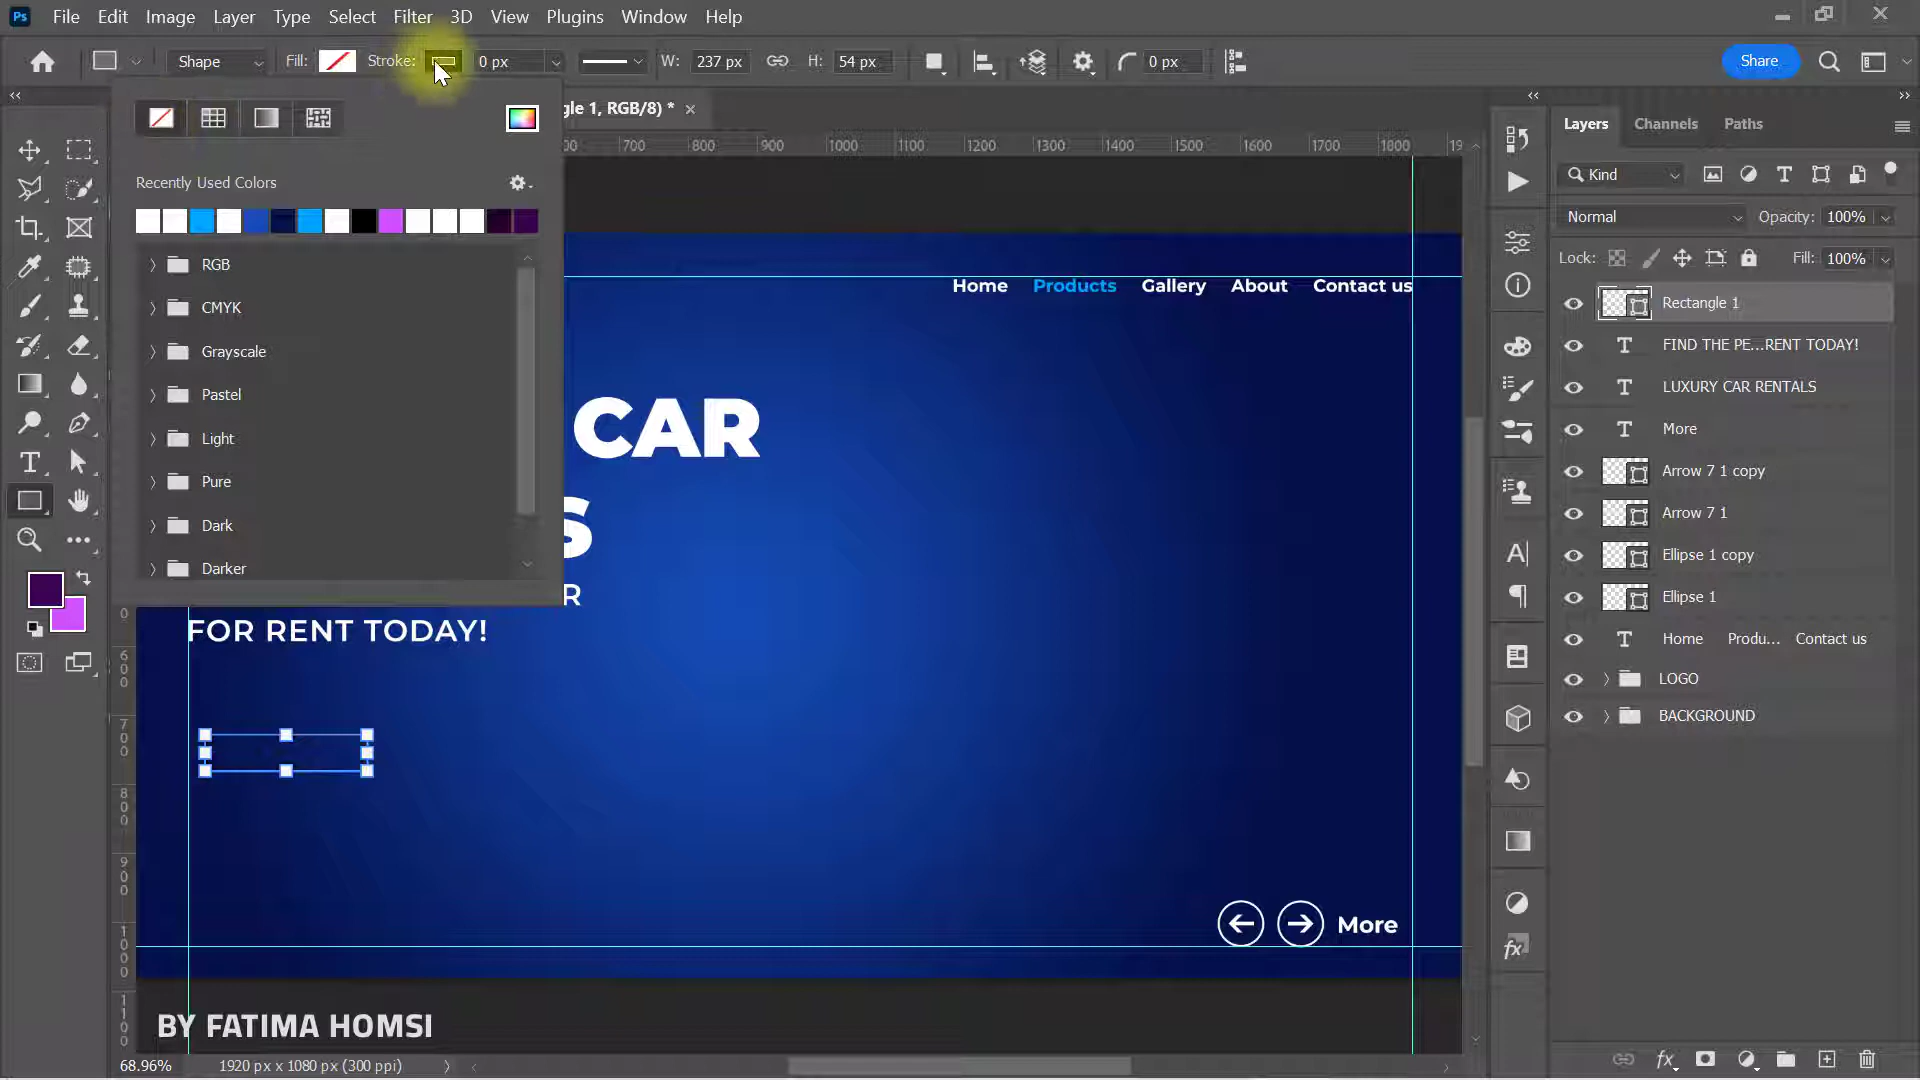 Ps File Edit Image Layer Type Select Filter 3D View Plugins Window Help
Shape Fill: Stroke: 0 px W: 237 px H: 54 px 0 px Share
gle 1, RGB/8) *
00 700 800 900 1000 1100 1200 1300 1400 1500 1600 1700 1800 19
Recently Used Colors
RGB
CMYK
Grayscale
Pastel
Light
Pure
Dark
Darker
Home Products Gallery About Contact us
CAR
S
R
FOR RENT TODAY!
0
600
700
800
900
1000
1100
More
BY FATIMA HOMSI
68.96% 1920 px x 1080 px (300 ppi)
Layers Channels Paths
Kind
Normal Opacity: 100%
Lock: Fill: 100%
Rectangle 1
FIND THE PE...RENT TODAY!
LUXURY CAR RENTALS
More
Arrow 7 1 copy
Arrow 7 1
Ellipse 1 copy
Ellipse 1
Home Produ... Contact us
LOGO
BACKGROUND